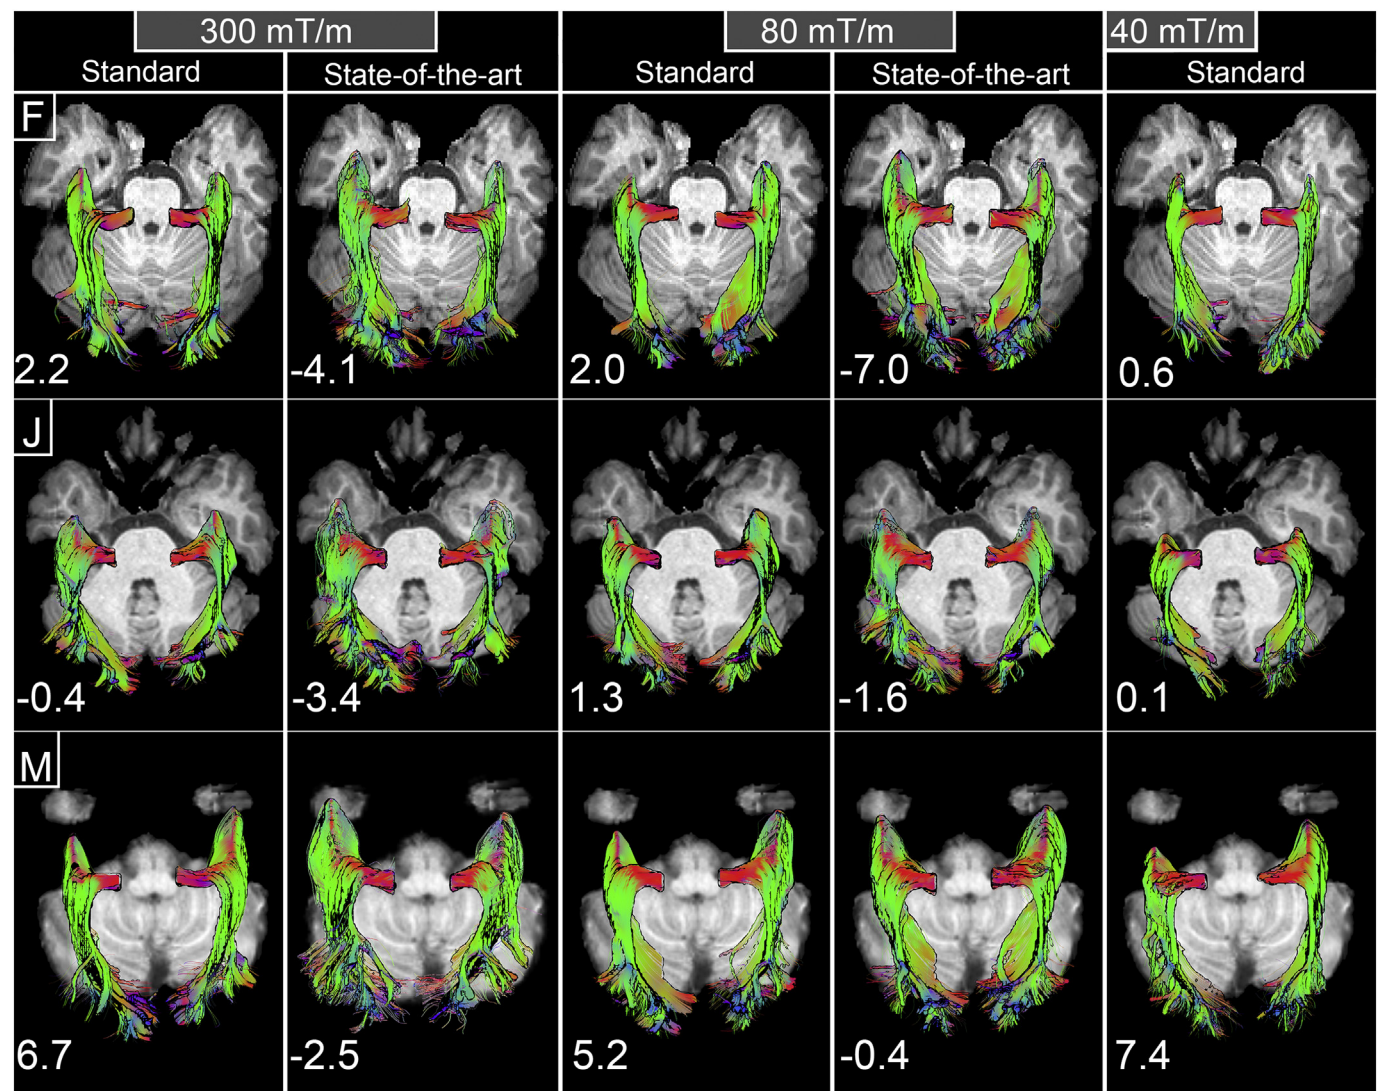 300 mT/m 80 mT/m 40 mT/m
Standard State-of-the-art Standard State-of-the-art Standard
F
2.2 -4.1 2.0 -7.0 0.6
J
-0.4 -3.4 1.3 -1.6 0.1
M
6.7 -2.5 5.2 -0.4 7.4